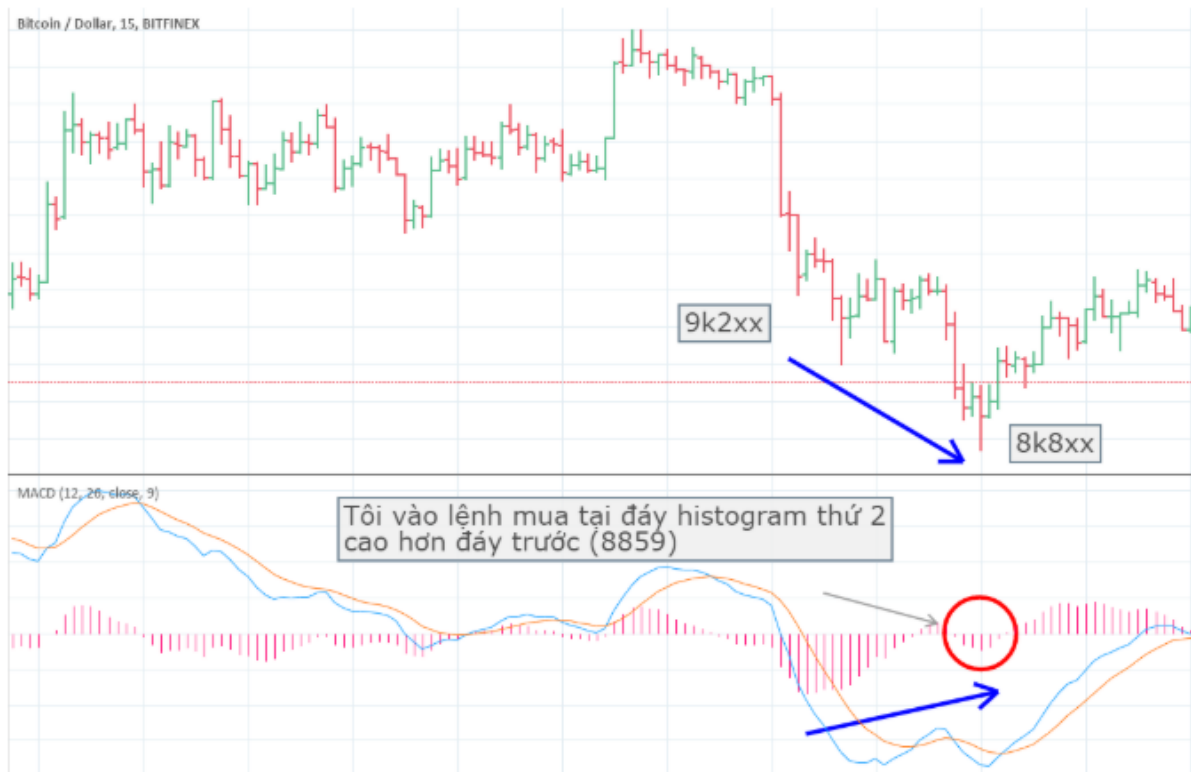 Bitcoin / Dollar, 15, BITFINEX
9k2xx
8k8xx
MACD (12, 26, close, 9)
Tôi vào lệnh mua tại đáy histogram thứ 2
cao hơn đáy trước (8859)